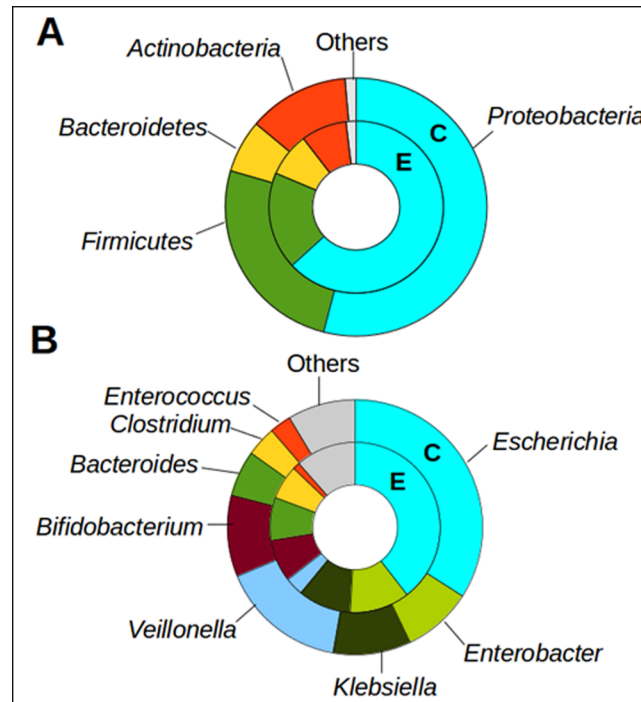 A
Actinobacteria
Others
Bacteroidetes
Proteobacteria
C
E
Firmicutes
B
Others
Enterococcus
Clostridium
Escherichia
C
Bacteroides
E
Bifidobacterium
Veillonella
Enterobacter
Klebsiella